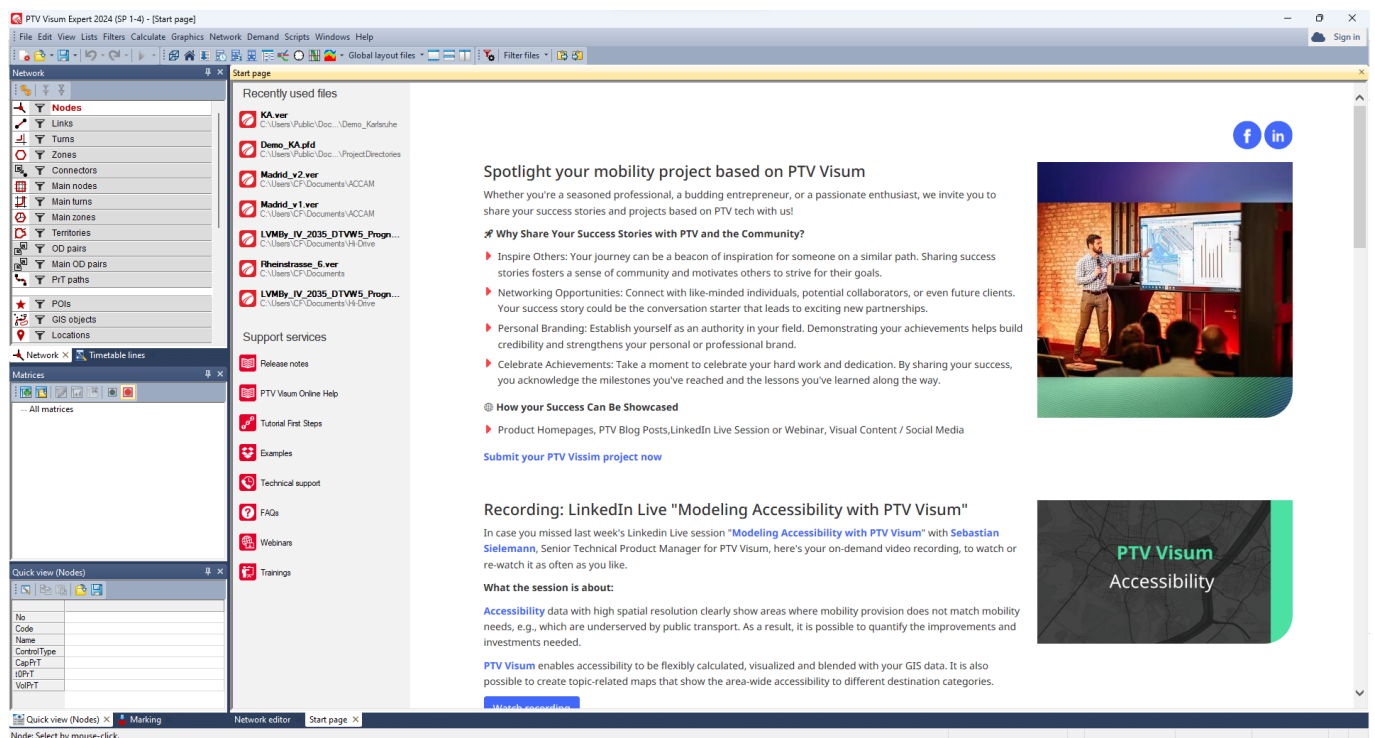 PTV Visum Expert 2024 (SP 1-4) - [Start page]
File Edit View Lists Filters Calculate Graphics Network Demand Scripts Windows Help
Sign in
Global layout files
Filter files
Network
Nodes
Links
Turns
Zones
Connectors
Main nodes
Main turns
Main zones
Territories
OD pairs
Main OD pairs
PrT paths
POIs
GIS objects
Locations
Network
Timetable lines
Matrices
All matrices
Quick view (Nodes)
No
Code
Name
ControlType
CapPrT
t0PrT
VolPrT
Quick view (Nodes)
Marking
Node: Select by mouse-click.
Start page
Recently used files
KA.ver
C:\Users\Public\Doc...\Demo_Karlsruhe
Demo_KA.pfd
C:\Users\Public\Doc...\ProjectDirectories
Madrid_v2.ver
C:\Users\CF\Documents\ACCAM
Madrid_v1.ver
C:\Users\CF\Documents\ACCAM
LVMBy_IV_2035_DTVW5_Progn...
C:\Users\CF\Documents\Hi-Drive
Rheinstrasse_6.ver
C:\Users\CF\Documents
LVMBy_IV_2035_DTVW5_Progn...
C:\Users\CF\Documents\Hi-Drive
Support services
Release notes
PTV Visum Online Help
Tutorial First Steps
Examples
Technical support
FAQs
Webinars
Trainings
f in
Spotlight your mobility project based on PTV Visum
Whether you're a seasoned professional, a budding entrepreneur, or a passionate enthusiast, we invite you to
share your success stories and projects based on PTV tech with us!
🚀 Why Share Your Success Stories with PTV and the Community?
Inspire Others: Your journey can be a beacon of inspiration for someone on a similar path. Sharing success
stories fosters a sense of community and motivates others to strive for their goals.
Networking Opportunities: Connect with like-minded individuals, potential collaborators, or even future clients.
Your success story could be the conversation starter that leads to exciting new partnerships.
Personal Branding: Establish yourself as an authority in your field. Demonstrating your achievements helps build
credibility and strengthens your personal or professional brand.
Celebrate Achievements: Take a moment to celebrate your hard work and dedication. By sharing your success,
you acknowledge the milestones you've reached and the lessons you've learned along the way.
🌐 How your Success Can Be Showcased
Product Homepages, PTV Blog Posts,LinkedIn Live Session or Webinar, Visual Content / Social Media
Submit your PTV Vissim project now
Recording: LinkedIn Live "Modeling Accessibility with PTV Visum"
In case you missed last week's Linkedin Live session "Modeling Accessibility with PTV Visum" with Sebastian
Sielemann, Senior Technical Product Manager for PTV Visum, here's your on-demand video recording, to watch or
re-watch it as often as you like.
What the session is about:
Accessibility data with high spatial resolution clearly show areas where mobility provision does not match mobility
needs, e.g., which are underserved by public transport. As a result, it is possible to quantify the improvements and
investments needed.
PTV Visum enables accessibility to be flexibly calculated, visualized and blended with your GIS data. It is also
possible to create topic-related maps that show the area-wide accessibility to different destination categories.
Watch recording
PTV Visum
Accessibility
Network editor
Start page